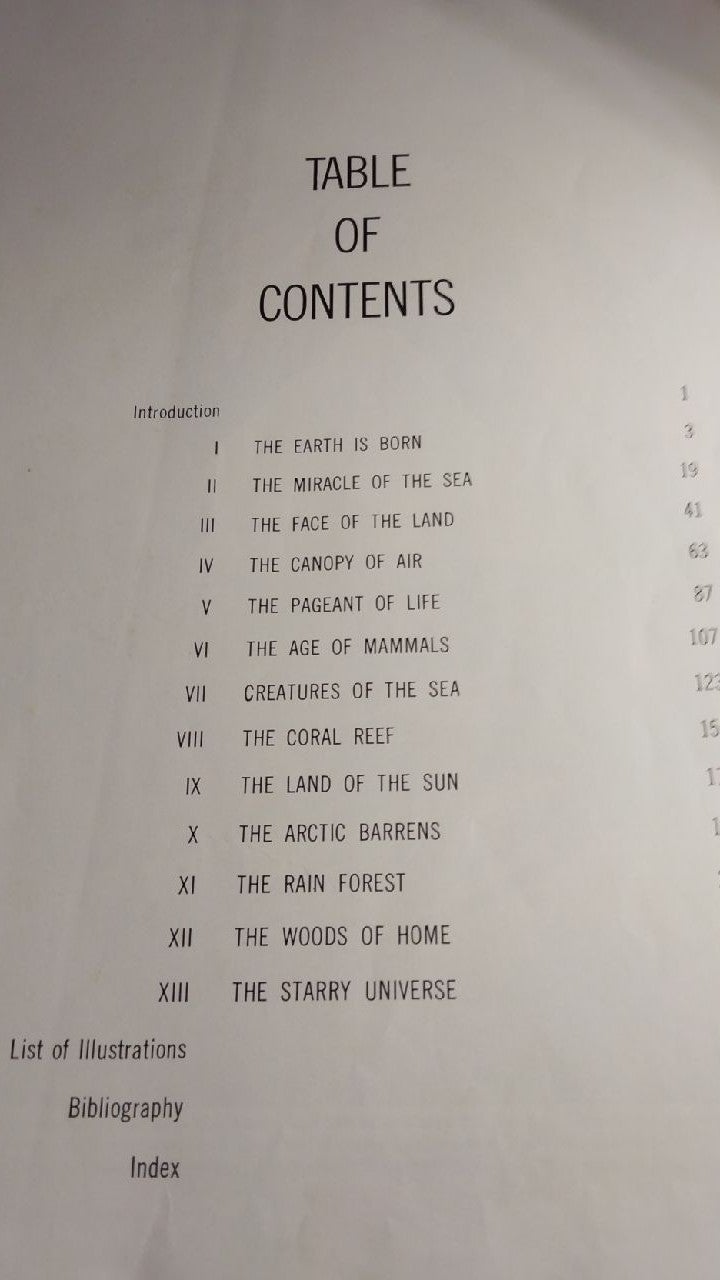 TABLE
OF
CONTENTS
Introduction 1
I THE EARTH IS BORN 3
II THE MIRACLE OF THE SEA 19
III THE FACE OF THE LAND 41
IV THE CANOPY OF AIR 63
V THE PAGEANT OF LIFE 87
VI THE AGE OF MAMMALS 107
VII CREATURES OF THE SEA
VIII THE CORAL REEF
IX THE LAND OF THE SUN
X THE ARCTIC BARRENS
XI THE RAIN FOREST
XII THE WOODS OF HOME
XIII THE STARRY UNIVERSE
List of Illustrations
Bibliography
Index